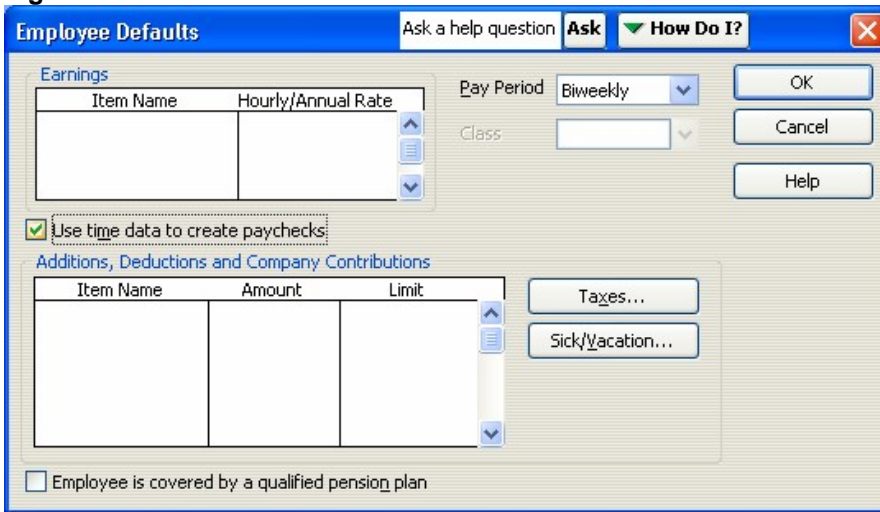 Employee Defaults Ask a help question Ask How Do I?
Earnings
Item Name Hourly/Annual Rate
Pay Period Biweekly
Class
OK
Cancel
Help
Use time data to create paychecks
Additions, Deductions and Company Contributions
Item Name Amount Limit
Taxes...
Sick/Vacation...
Employee is covered by a qualified pension plan